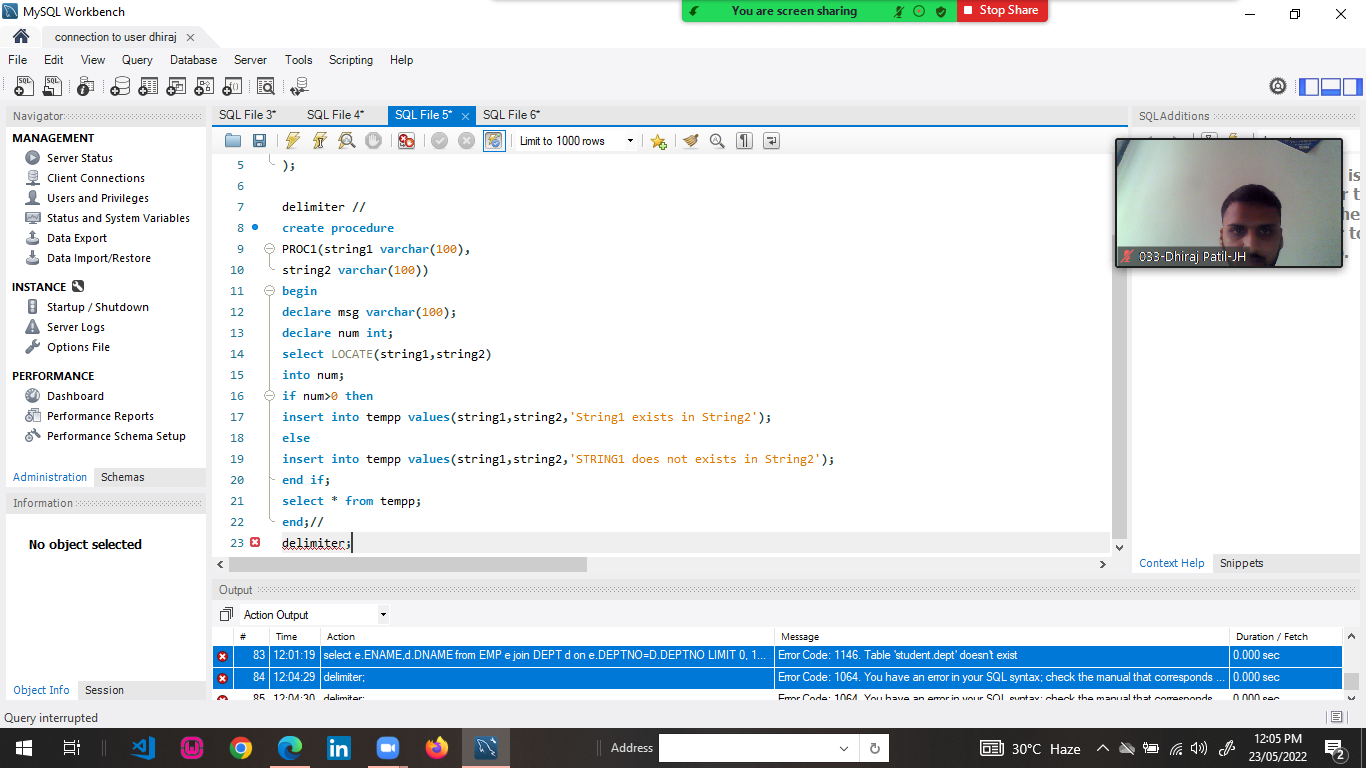 MySQL Workbench
You are screen sharing
Stop Share
connection to user dhiraj
File Edit View Query Database Server Tools Scripting Help
Navigator
MANAGEMENT
Server Status
Client Connections
Users and Privileges
Status and System Variables
Data Export
Data Import/Restore
INSTANCE
Startup / Shutdown
Server Logs
Options File
PERFORMANCE
Dashboard
Performance Reports
Performance Schema Setup
Administration Schemas
Information
No object selected
Object Info Session
Query interrupted
SQL File 3* SQL File 4* SQL File 5* SQL File 6*
Limit to 1000 rows
5 );
6
7 delimiter //
8 create procedure
9 PROC1(string1 varchar(100),
10 string2 varchar(100))
11 begin
12 declare msg varchar(100);
13 declare num int;
14 select LOCATE(string1,string2)
15 into num;
16 if num>0 then
17 insert into tempp values(string1,string2,'String1 exists in String2');
18 else
19 insert into tempp values(string1,string2,'STRING1 does not exists in String2');
20 end if;
21 select * from tempp;
22 end;//
23 delimiter;
SQLAdditions
033-Dhiraj Patil-JH
Context Help Snippets
Output
Action Output
# Time Action Message Duration / Fetch
83 12:01:19 select e.ENAME,d.DNAME from EMP e join DEPT d on e.DEPTNO=D.DEPTNO LIMIT 0, 1... Error Code: 1146. Table 'student.dept' doesn't exist 0.000 sec
84 12:04:29 delimiter; Error Code: 1064. You have an error in your SQL syntax; check the manual that corresponds ... 0.000 sec
85 12:04:30 delimiter; Error Code: 1064. You have an error in your SQL syntax; check the manual that corresponds 0.000 sec
Address
30°C Haze
12:05 PM
23/05/2022
2